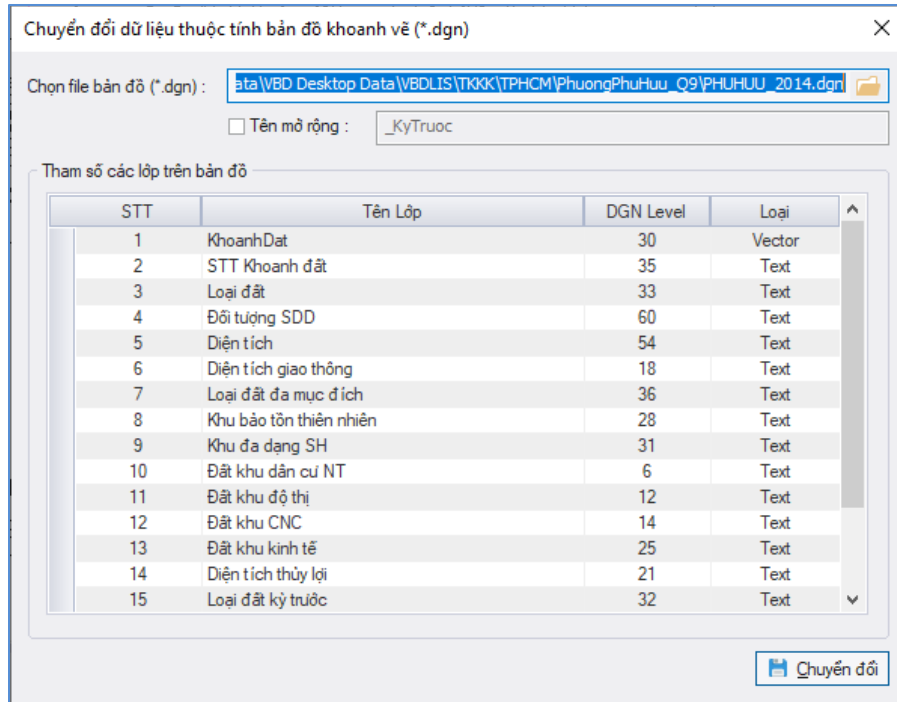 Chuyển đổi dữ liệu thuộc tính bản đồ khoanh vẽ (*.dgn)
Chọn file bản đồ (*.dgn) : ata\VBD Desktop Data\VBDLIS\TKKK\TPHCM\PhuongPhuHuu_Q9\PHUHUU_2014.dgn
Tên mở rộng : _KyTruoc
Tham số các lớp trên bản đồ
STT Tên Lớp DGN Level Loại
1 KhoanhDat 30 Vector
2 STT Khoanh đất 35 Text
3 Loại đất 33 Text
4 Đối tượng SDD 60 Text
5 Diện tích 54 Text
6 Diện tích giao thông 18 Text
7 Loại đất đa mục đích 36 Text
8 Khu bảo tồn thiên nhiên 28 Text
9 Khu đa dạng SH 31 Text
10 Đất khu dân cư NT 6 Text
11 Đất khu độ thị 12 Text
12 Đất khu CNC 14 Text
13 Đất khu kinh tế 25 Text
14 Diện tích thủy lợi 21 Text
15 Loại đất kỳ trước 32 Text
Chuyển đổi